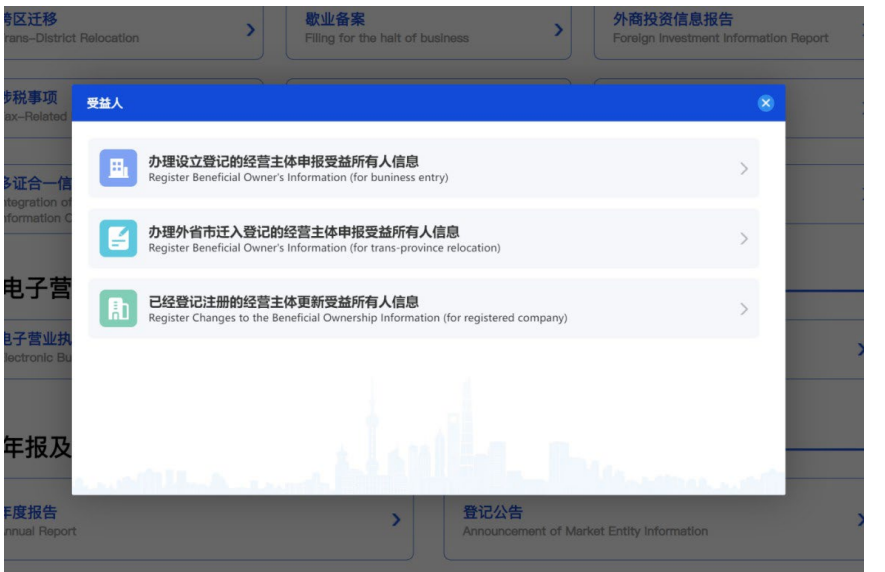 跨区迁移
Trans-District Relocation
歇业备案
Filing for the halt of business
外商投资信息报告
Foreign Investment Information Report
涉税事项
ax-Related
受益人
办理设立登记的经营主体申报受益所有人信息
Register Beneficial Owner's Information (for buniness entry)
办理外省市迁入登记的经营主体申报受益所有人信息
Register Beneficial Owner's Information (for trans-province relocation)
已经登记注册的经营主体更新受益所有人信息
Register Changes to the Beneficial Ownership Information (for registered company)
多证合一信
ntegration of
nformation C
电子营
电子营业执
lectronic Bu
年报及
年度报告
nnual Report
登记公告
Announcement of Market Entity Information